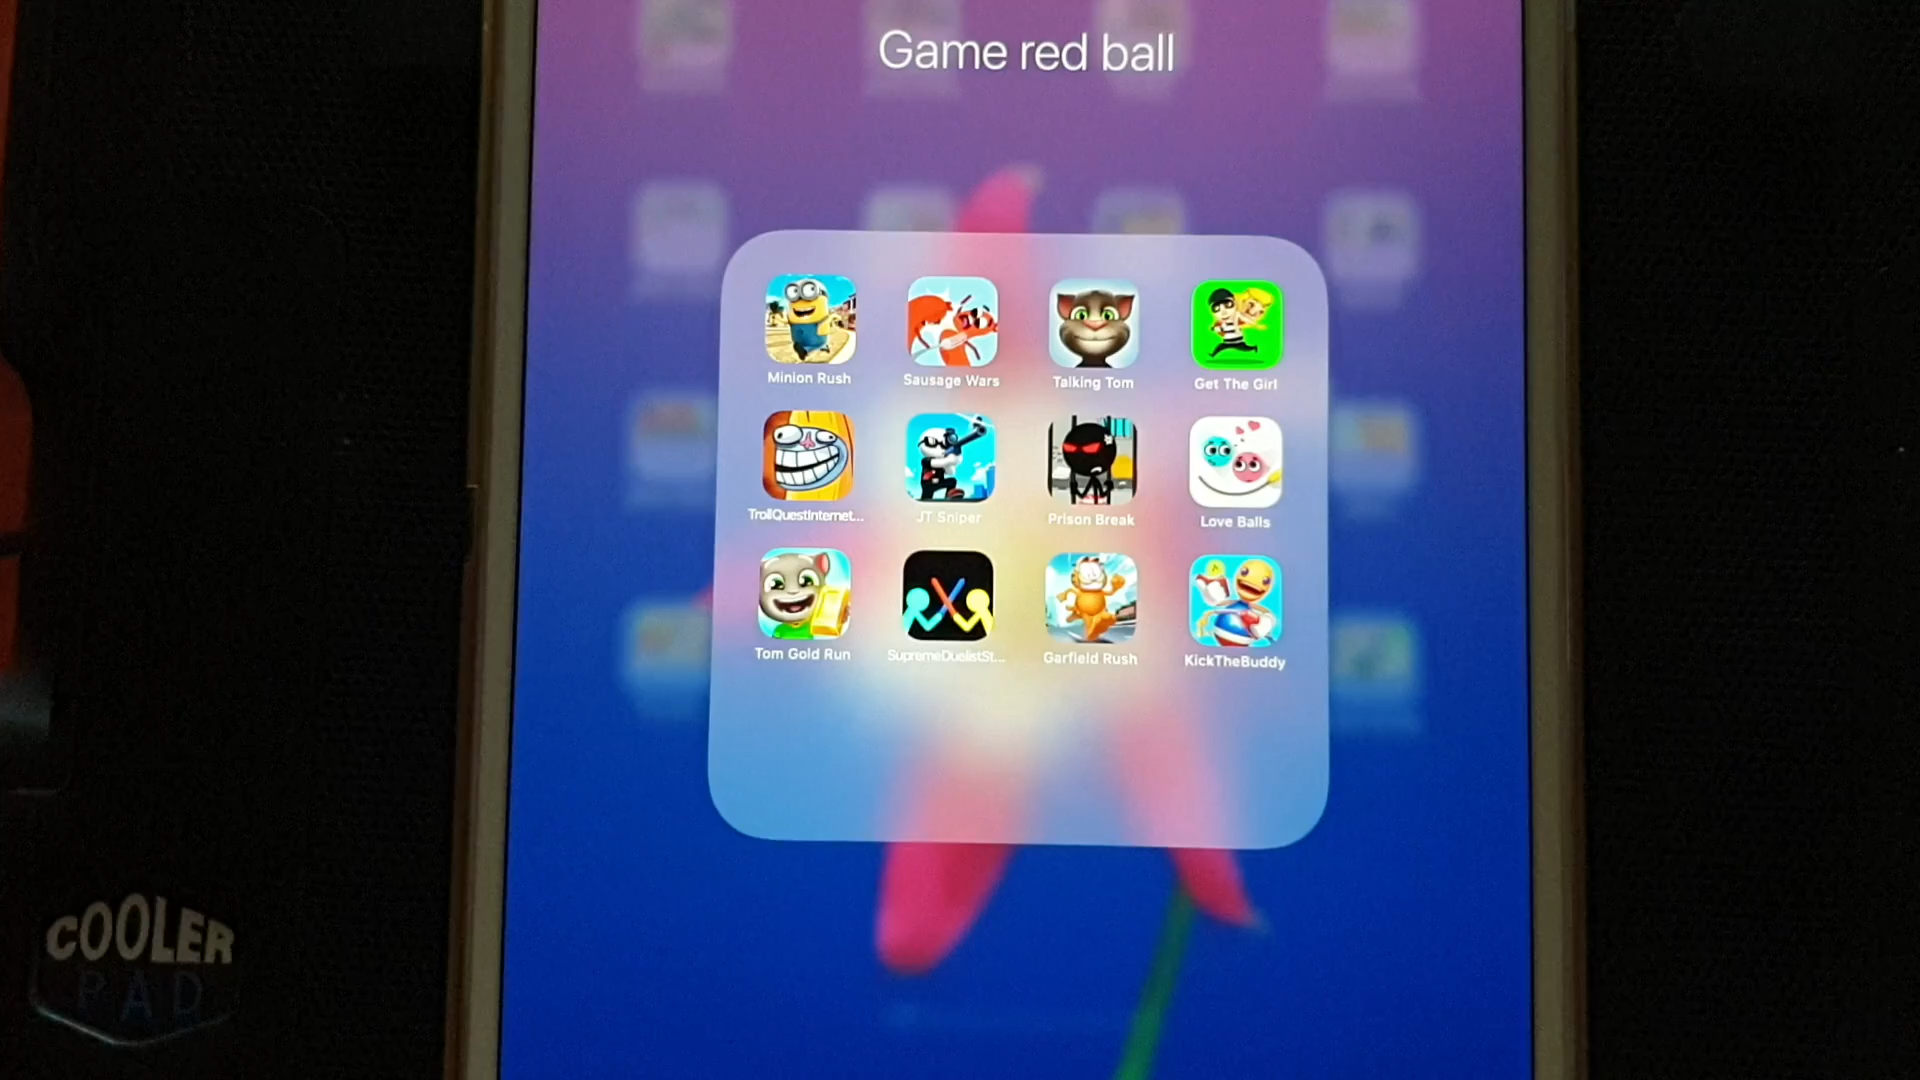 Game red ball
Minion Rush
Sausage Wars
Talking Tom
Get The Girl
TrollQuestInternet...
JT Sniper
Prison Break
Love Balls
Tom Gold Run
SupremeDuelistSt...
Garfield Rush
KickTheBuddy
COOLER
PAD